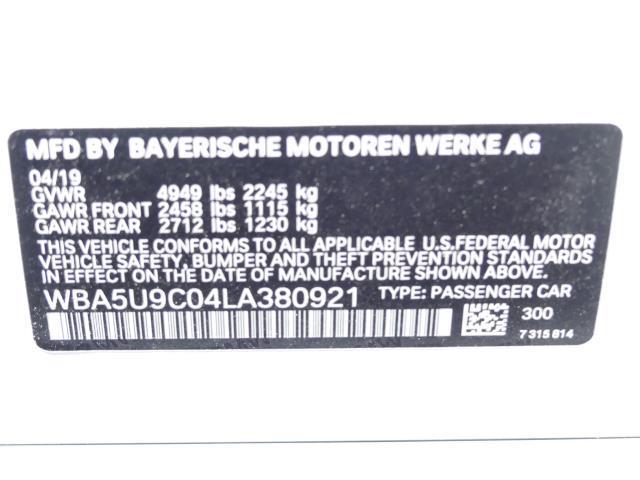 MFD BY BAYERISCHE MOTOREN WERKE AG
04/19
GVWR 4949 lbs 2245 kg
GAWR FRONT 2458 lbs 1115 kg
GAWR REAR 2712 lbs 1230 kg
THIS VEHICLE CONFORMS TO ALL APPLICABLE U.S.FEDERAL MOTOR
VEHICLE SAFETY, BUMPER, AND THEFT PREVENTION STANDARDS
IN EFFECT ON THE DATE OF MANUFACTURE SHOWN ABOVE.
WBA5U9C04LA380921 TYPE: PASSENGER CAR
300
7 315 814